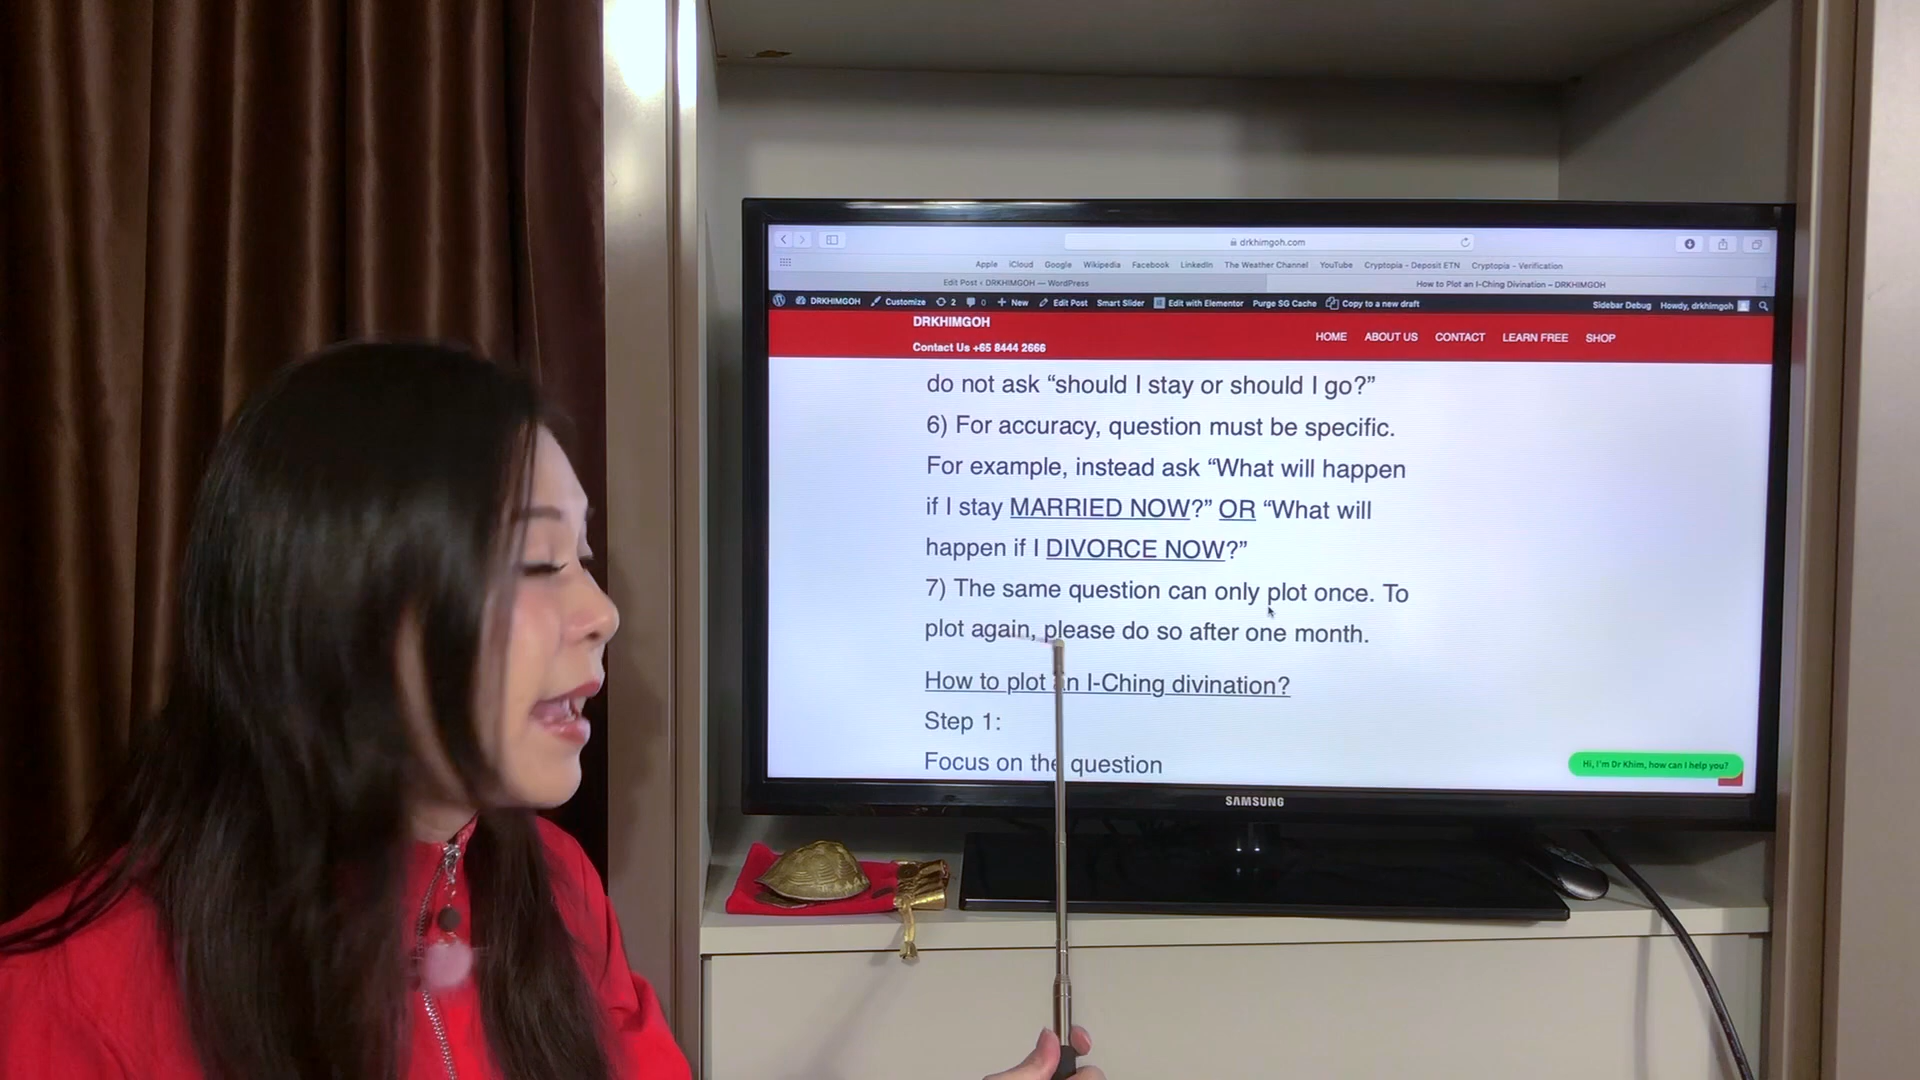 drkhimgoh.com
Apple iCloud Google Wikipedia Facebook LinkedIn The Weather Channel YouTube Cryptopia - Deposit ETN Cryptopia - Verification
Edit Post ‹ DRKHIMGOH — WordPress How to Plot an I-Ching Divination – DRKHIMGOH
DRKHIMGOH Customize 2 0 New Edit Post Smart Slider Edit with Elementor Purge SG Cache Copy to a new draft Sidebar Debug Howdy, drkhimgoh
DRKHIMGOH
Contact Us +65 8444 2666
HOME ABOUT US CONTACT LEARN FREE SHOP
do not ask “should I stay or should I go?”
6) For accuracy, question must be specific.
For example, instead ask “What will happen
if I stay MARRIED NOW?” OR “What will
happen if I DIVORCE NOW?”
7) The same question can only plot once. To
plot again, please do so after one month.
How to plot an I-Ching divination?
Step 1:
Focus on the question
Hi, I'm Dr Khim, how can I help you?
SAMSUNG